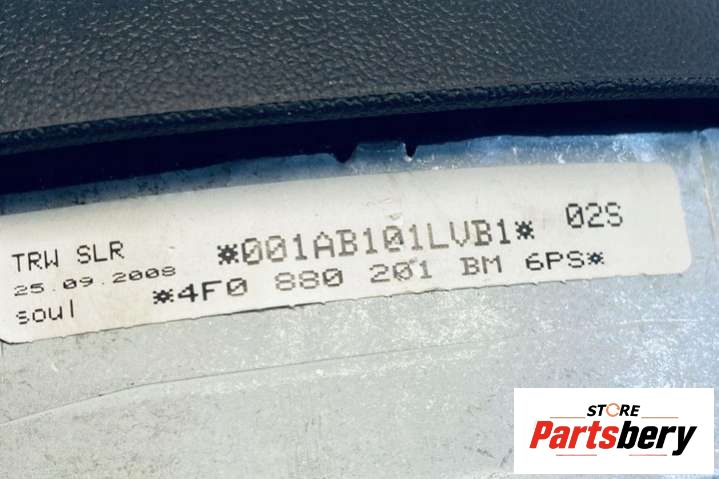 TRW SLR *001AB101LVB1* 02S
25.09.2008 *4F0 880 201 BM 6PS*
soul
STORE
Partsbery